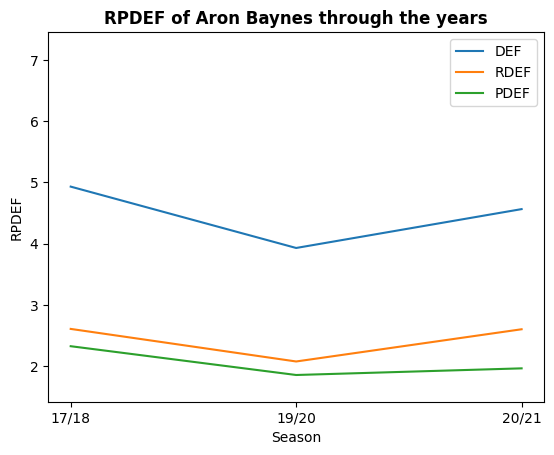 RPDEF of Aron Baynes through the years
DEF
RDEF
PDEF
7
6
5
4
3
2
RPDEF
17/18 19/20 20/21
Season